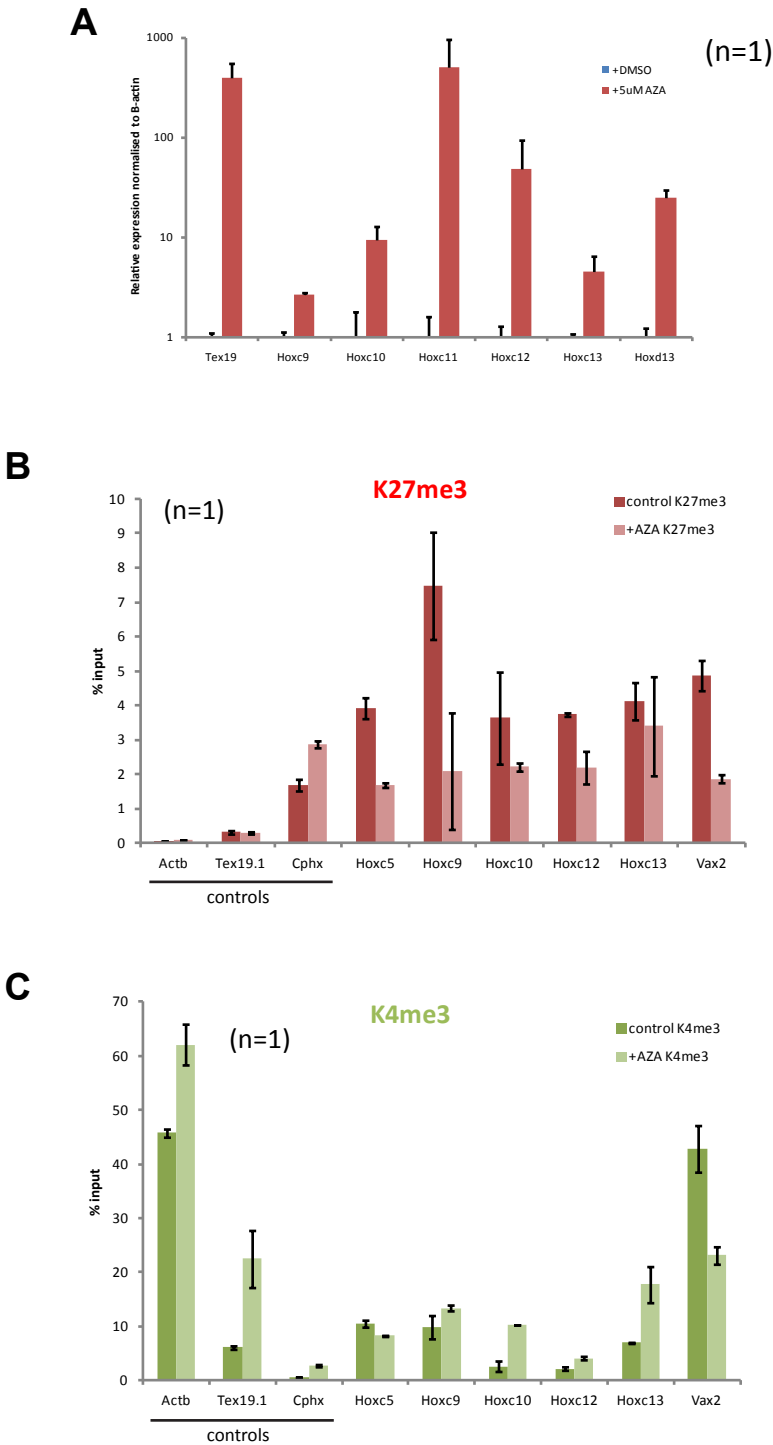 A
(n=1)
+DMSO
+5uM AZA
Relative expression normalised to B-actin
1000
100
10
1
Tex19 Hoxc9 Hoxc10 Hoxc11 Hoxc12 Hoxc13 Hoxd13
B
K27me3
(n=1)
control K27me3
+AZA K27me3
% input
10
9
8
7
6
5
4
3
2
1
0
Actb Tex19.1 Cphx Hoxc5 Hoxc9 Hoxc10 Hoxc12 Hoxc13 Vax2
controls
C
K4me3
(n=1)
control K4me3
+AZA K4me3
% input
70
60
50
40
30
20
10
0
Actb Tex19.1 Cphx Hoxc5 Hoxc9 Hoxc10 Hoxc12 Hoxc13 Vax2
controls